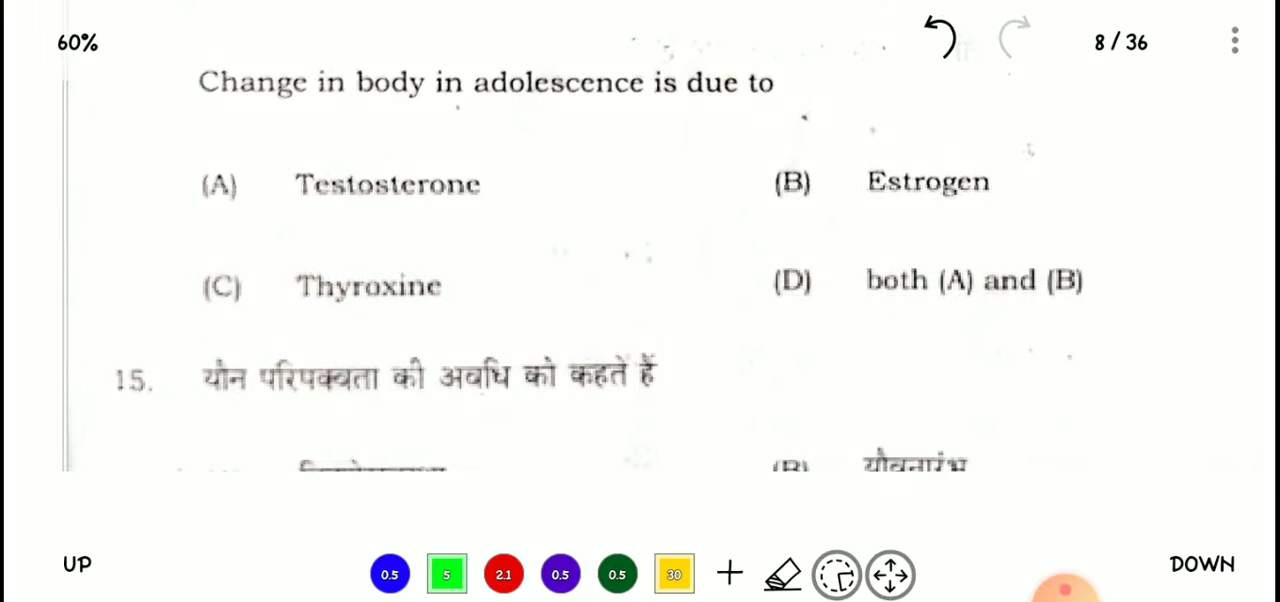 60%
8 / 36
Change in body in adolescence is due to
(A) Testosterone (B) Estrogen
(C) Thyroxine (D) both (A) and (B)
15. यौन परिपक्वता की अवधि को कहते हैं
(B) यौवनारंभ
UP
0.5 5 2.1 0.5 0.5 30
DOWN